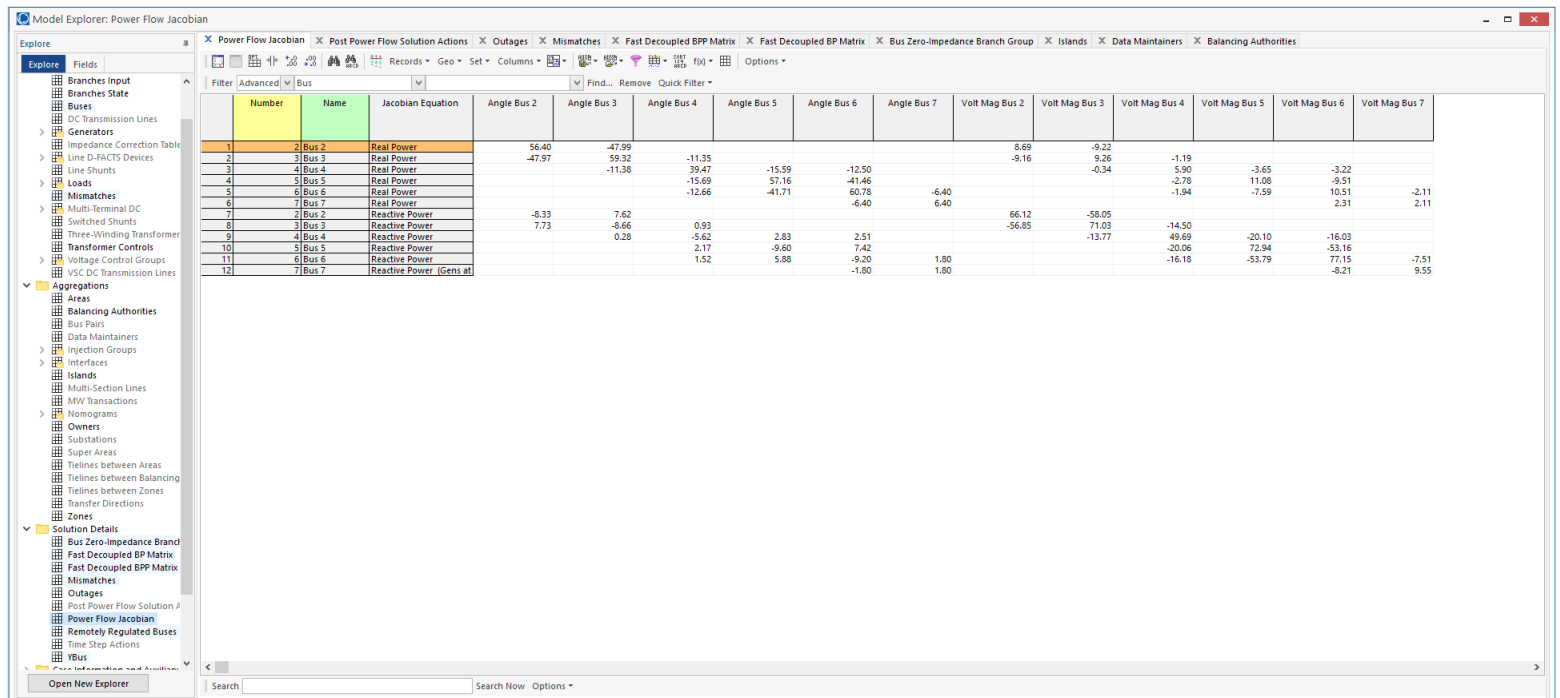 Model Explorer: Power Flow Jacobian
Explore
Explore Fields
Branches Input
Branches State
Buses
DC Transmission Lines
Generators
Impedance Correction Table
Line D-FACTS Devices
Line Shunts
Loads
Mismatches
Multi-Terminal DC
Switched Shunts
Three-Winding Transformer
Transformer Controls
Voltage Control Groups
VSC DC Transmission Lines
Aggregations
Areas
Balancing Authorities
Bus Pairs
Data Maintainers
Injection Groups
Interfaces
Islands
Multi-Section Lines
MW Transactions
Nomograms
Owners
Substations
Super Areas
Tielines between Areas
Tielines between Balancing
Tielines between Zones
Transfer Directions
Zones
Solution Details
Bus Zero-Impedance Branch
Fast Decoupled BP Matrix
Fast Decoupled BPP Matrix
Mismatches
Outages
Post Power Flow Solution A
Power Flow Jacobian
Remotely Regulated Buses
Time Step Actions
YBus
Case Information and Auxiliary
Open New Explorer
X Power Flow Jacobian X Post Power Flow Solution Actions X Outages X Mismatches X Fast Decoupled BPP Matrix X Fast Decoupled BP Matrix X Bus Zero-Impedance Branch Group X Islands X Data Maintainers X Balancing Authorities
Records Geo Set Columns f(x) Options
Filter Advanced Bus Find... Remove Quick Filter
Number Name Jacobian Equation Angle Bus 2 Angle Bus 3 Angle Bus 4 Angle Bus 5 Angle Bus 6 Angle Bus 7 Volt Mag Bus 2 Volt Mag Bus 3 Volt Mag Bus 4 Volt Mag Bus 5 Volt Mag Bus 6 Volt Mag Bus 7
1 2 Bus 2 Real Power 56.40 -47.99 8.69 -9.22
2 3 Bus 3 Real Power -47.97 59.32 -11.35 -9.16 9.26 -1.19
3 4 Bus 4 Real Power -11.38 39.47 -15.59 -12.50 -0.34 5.90 -3.65 -3.22
4 5 Bus 5 Real Power -15.69 57.16 -41.46 -2.78 11.08 -9.51
5 6 Bus 6 Real Power -12.66 -41.71 60.78 -6.40 -1.94 -7.59 10.51 -2.11
6 7 Bus 7 Real Power -6.40 6.40 2.31 2.11
7 2 Bus 2 Reactive Power -8.33 7.62 66.12 -58.05
8 3 Bus 3 Reactive Power 7.73 -8.66 0.93 -56.85 71.03 -14.50
9 4 Bus 4 Reactive Power 0.28 -5.62 2.83 2.51 -13.77 49.69 -20.10 -16.03
10 5 Bus 5 Reactive Power 2.17 -9.60 7.42 -20.06 72.94 -53.16
11 6 Bus 6 Reactive Power 1.52 5.88 -9.20 1.80 -16.18 -53.79 77.15 -7.51
12 7 Bus 7 Reactive Power (Gens at -1.80 1.80 -8.21 9.55
Search Search Now Options